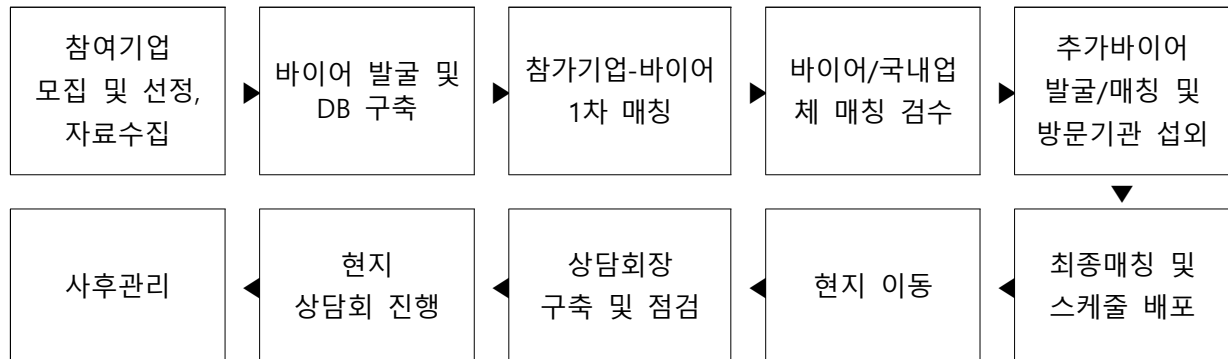 참여기업
모집 및 선정,
자료수집
바이어 발굴 및
DB 구축
참가기업-바이어
1차 매칭
바이어/국내업
체 매칭 검수
추가바이어
발굴/매칭 및
방문기관 섭외
최종매칭 및
스케줄 배포
현지 이동
상담회장
구축 및 점검
현지
상담회 진행
사후관리